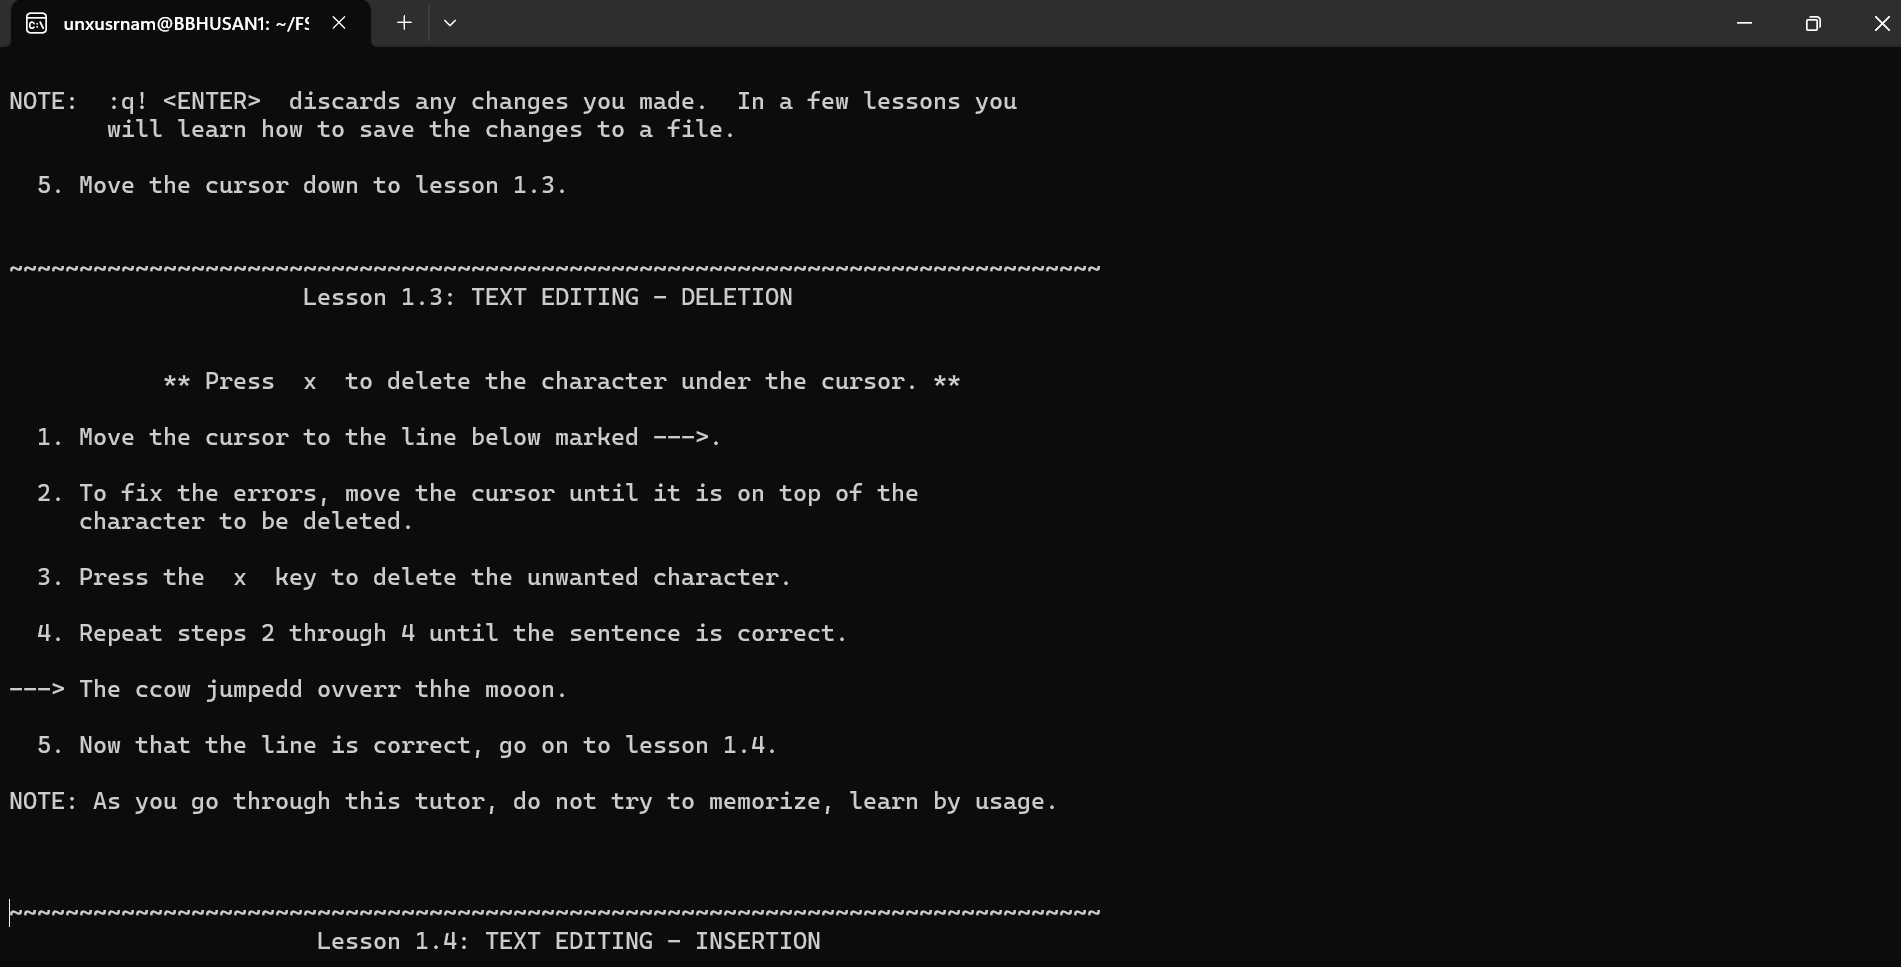 unxusrnam@BBHUSAN1: ~/FS
NOTE:  :q! <ENTER>  discards any changes you made.  In a few lessons you
       will learn how to save the changes to a file.
  5. Move the cursor down to lesson 1.3.
~~~~~~~~~~~~~~~~~~~~~~~~~~~~~~~~~~~~~~~~~~~~~~~~~~~~~~~~~~~~~~~~~~~~~~~~~~~~~~
                     Lesson 1.3: TEXT EDITING - DELETION
           ** Press  x  to delete the character under the cursor. **
  1. Move the cursor to the line below marked --->.
  2. To fix the errors, move the cursor until it is on top of the
     character to be deleted.
  3. Press the  x  key to delete the unwanted character.
  4. Repeat steps 2 through 4 until the sentence is correct.
---> The ccow jumpedd ovverr thhe mooon.
  5. Now that the line is correct, go on to lesson 1.4.
NOTE: As you go through this tutor, do not try to memorize, learn by usage.
~~~~~~~~~~~~~~~~~~~~~~~~~~~~~~~~~~~~~~~~~~~~~~~~~~~~~~~~~~~~~~~~~~~~~~~~~~~~~~
                      Lesson 1.4: TEXT EDITING - INSERTION